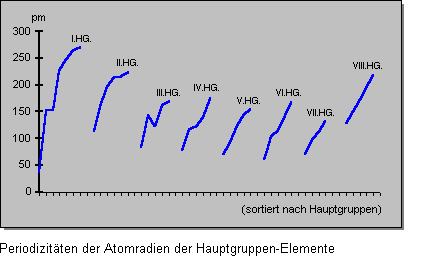 pm
300
250
200
150
100
50
0
I.HG.
II.HG.
III.HG.
IV.HG.
V.HG.
VI.HG.
VII.HG.
VIII.HG.
(sortiert nach Hauptgruppen)
Periodizitäten der Atomradien der Hauptgruppen-Elemente